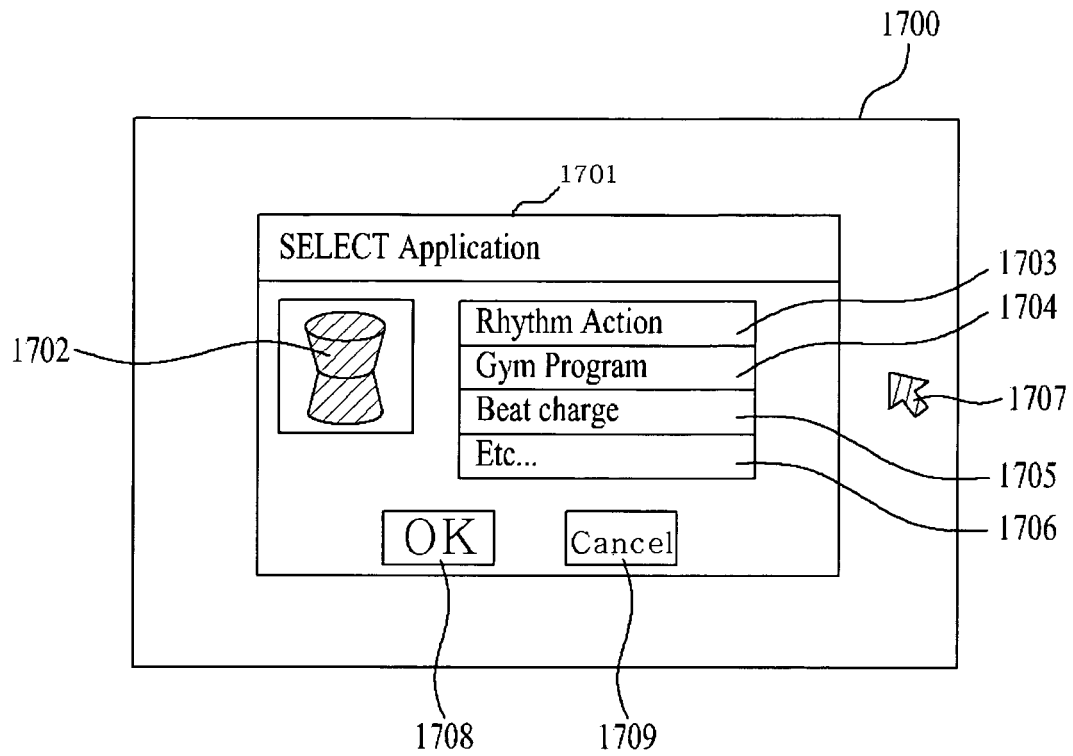 1700
1701
SELECT Application
1703
Rhythm Action
1704
1702
Gym Program
Beat charge
1707
Etc...
1705
1706
OK
Cancel
1708
1709